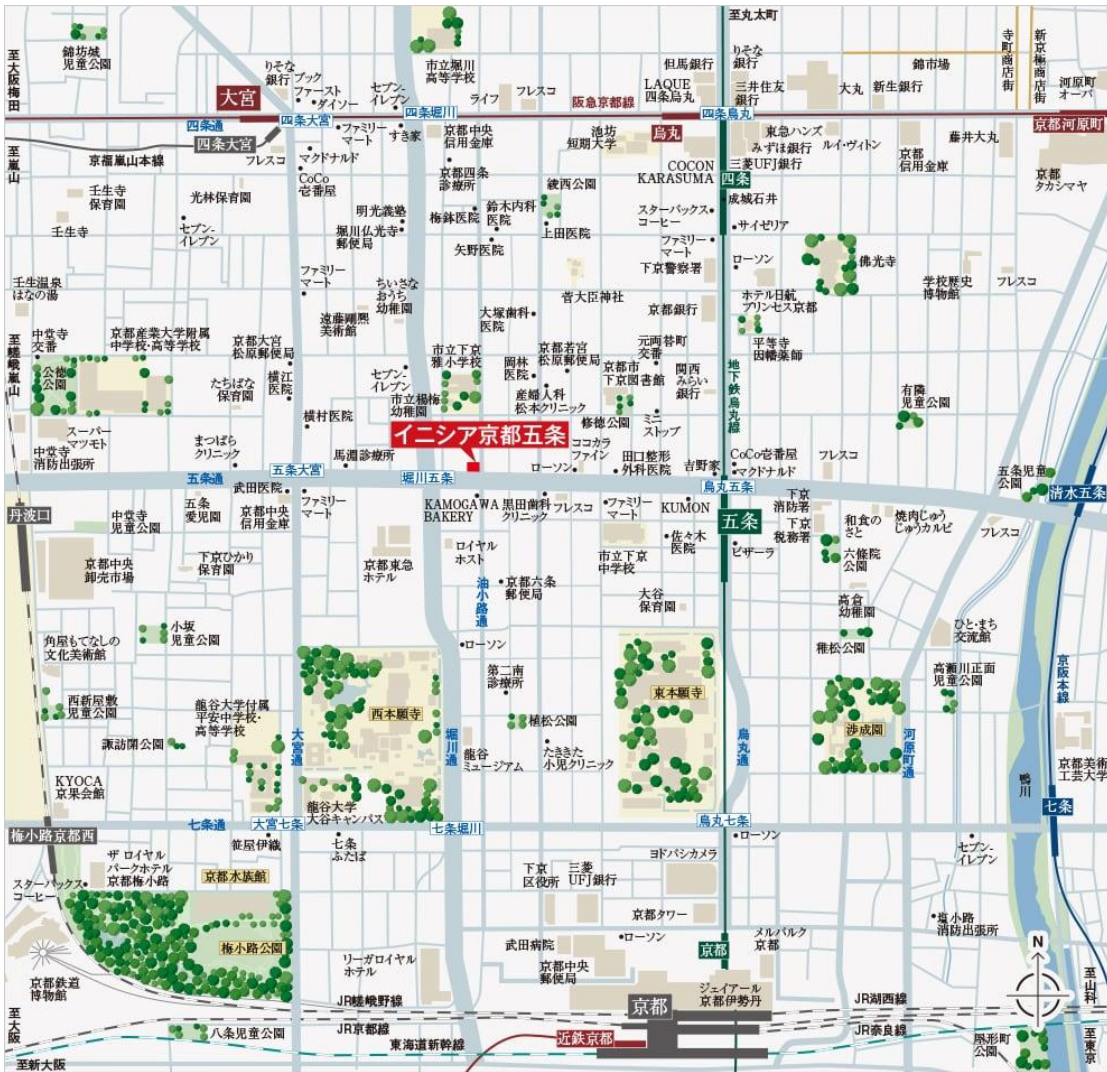 至丸太町
至大阪梅田
錦坊城
児童公園
りそな
銀行
ブック
ファースト
ダイソー
セブン-
イレブン
市立堀川
高等学校
ライフ
フレスコ
但馬銀行
LAQUE
四条烏丸
りそな
銀行
三井住友
銀行
大丸
新生銀行
錦市場
寺町商店街
新京極商店街
河原町
オーパ
大宮
四条通
四条大宮
四条堀川
阪急京都線
四条烏丸
烏丸
京都河原町
四条大宮
至嵐山
京福嵐山本線
フレスコ
ファミリー
マート
すき家
マクドナルド
京都中央
信用金庫
池坊
短期大学
東急ハンズ
みずほ銀行
三菱UFJ銀行
ルイ・ヴィトン
京都
信用金庫
藤井大丸
京都
タカシマヤ
COCON
KARASUMA
四条
壬生寺
保育園
光林保育園
CoCo
壱番屋
京都四条
診療所
綾西公園
成城石井
壬生寺
セブン-
イレブン
明光義塾
堀川仏光寺
郵便局
梅鉢医院
鈴木内科
医院
矢野医院
上田医院
スターバックス
コーヒー
サイゼリア
ファミリー
マート
ローソン
佛光寺
壬生温泉
はなの湯
ファミリー
マート
ちいさな
おうち
幼稚園
下京警察署
菅大臣神社
京都銀行
ホテル日航
プリンセス京都
学校歴史
博物館
フレスコ
至嵯峨嵐山
中堂寺
交番
京都産業大学附属
中学校・高等学校
京都大宮
松原郵便局
遠藤剛熈
美術館
大塚歯科
医院
市立下京
雅小学校
岡林
医院
京都若宮
松原郵便局
元両替町
交番
京都市
下京図書館
関西
みらい
銀行
平等寺
因幡薬師
地下鉄烏丸線
公徳
公園
たちばな
保育園
横江
医院
セブン-
イレブン
市立楊梅
幼稚園
産婦人科
松本クリニック
修徳公園
ミニ
ストップ
有隣
児童公園
スーパー
マツモト
横村医院
イニシア京都五条
ココカラ
ファイン
中堂寺
消防出張所
まつばら
クリニック
馬淵診療所
ローソン
田口整形
外科医院
吉野家
CoCo壱番屋
マクドナルド
フレスコ
五条児童
公園
五条通
五条大宮
堀川五条
烏丸五条
清水五条
丹波口
武田医院
五条
愛児園
京都中央
信用金庫
ファミリー
マート
KAMOGAWA
BAKERY
黒田歯科
クリニック
フレスコ
ファミリー
マート
KUMON
五条
下京
消防署
下京
税務署
和食の
さと
焼肉じゅう
じゅうカルビ
フレスコ
中堂寺
児童公園
京都中央
卸売市場
下京ひかり
保育園
京都東急
ホテル
ロイヤル
ホスト
市立下京
中学校
佐々木
医院
ピザーラ
六條院
公園
油小路通
京都六条
郵便局
大谷
保育園
高倉
幼稚園
小坂
児童公園
角屋もてなしの
文化美術館
ローソン
稚松公園
ひと・まち
交流館
京阪本線
西新屋敷
児童公園
龍谷大学付属
平安中学校・
高等学校
西本願寺
第二南
診療所
東本願寺
高瀬川正面
児童公園
諏訪開公園
大宮通
堀川通
植松公園
烏丸通
渉成園
河原町通
鴨川
龍谷
ミュージアム
たききた
小児クリニック
京都美術
工芸大学
KYOCA
京果会館
龍谷大学
大谷キャンパス
七条
七条通
大宮七条
七条堀川
烏丸七条
梅小路京都西
笹屋伊織
七条
ふたば
ローソン
セブン-
イレブン
ザ ロイヤル
パークホテル
京都梅小路
京都水族館
下京
区役所
三菱
UFJ銀行
ヨドバシカメラ
スターバックス
コーヒー
京都タワー
塩小路
消防出張所
梅小路公園
武田病院
ローソン
京都
メルパルク
京都
N
京都鉄道
博物館
リーガロイヤル
ホテル
京都中央
郵便局
ジェイアール
京都伊勢丹
至山科
至大阪
JR嵯峨野線
京都
JR湖西線
八条児童公園
JR京都線
JR奈良線
東海道新幹線
近鉄京都
屋形町
公園
至東京
至新大阪